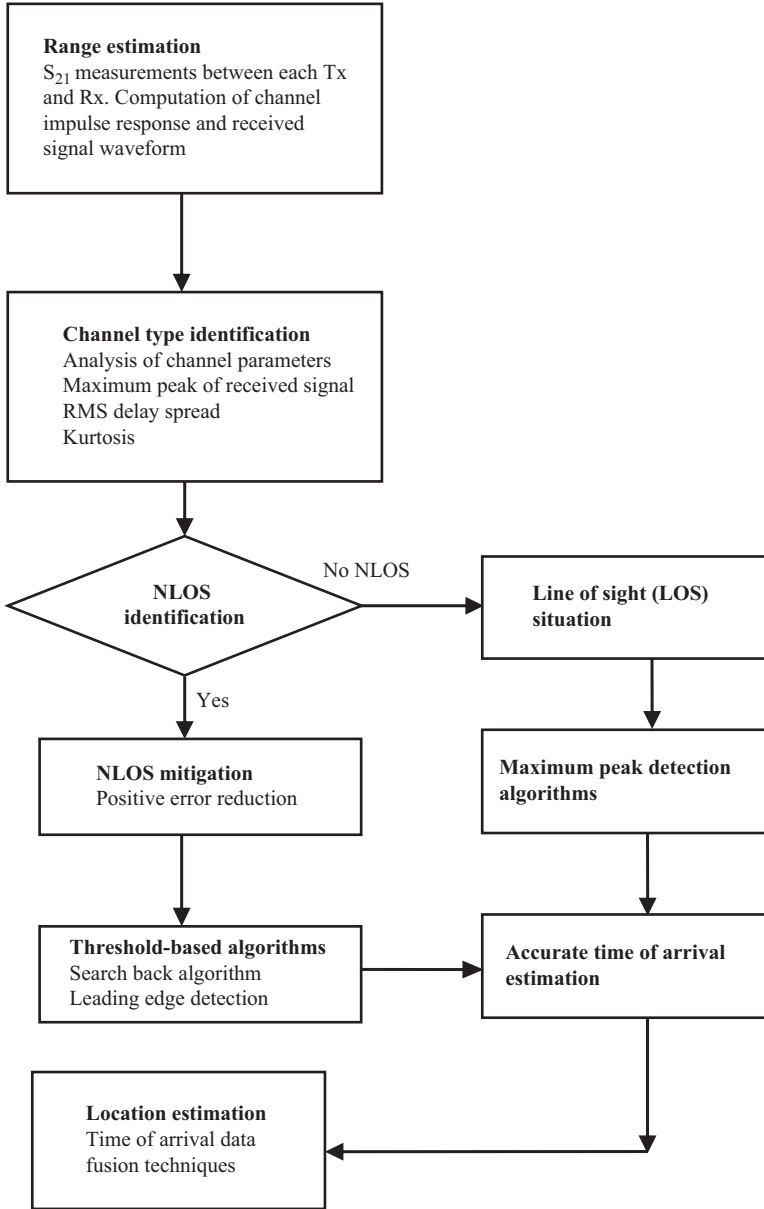 Range estimation
S21 measurements between each Tx
and Rx. Computation of channel
impulse response and received
signal waveform
Channel type identification
Analysis of channel parameters
Maximum peak of received signal
RMS delay spread
Kurtosis
NLOS
identification
No NLOS
Line of sight (LOS)
situation
Yes
NLOS mitigation
Positive error reduction
Maximum peak detection
algorithms
Threshold-based algorithms
Search back algorithm
Leading edge detection
Accurate time of arrival
estimation
Location estimation
Time of arrival data
fusion techniques